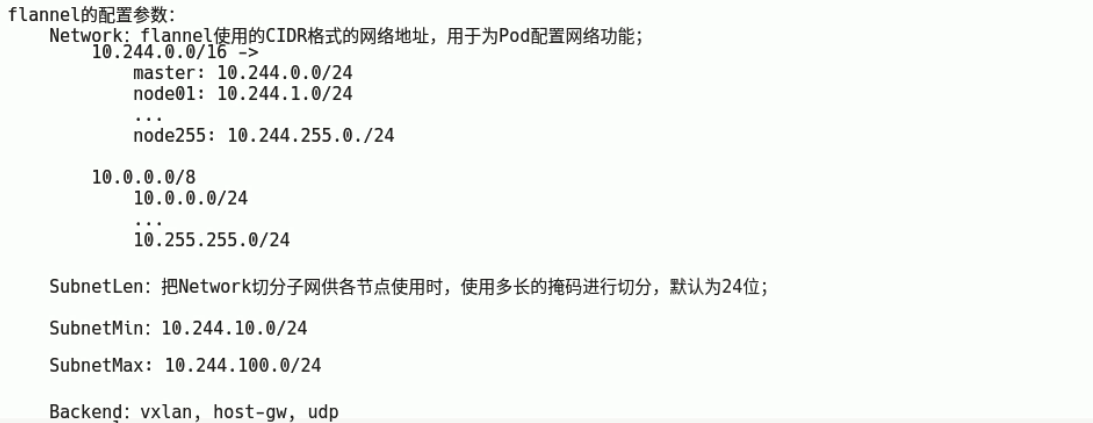 flannel的配置参数：
Network：flannel使用的CIDR格式的网络地址，用于为Pod配置网络功能；
10.244.0.0/16 ->
master: 10.244.0.0/24
node01: 10.244.1.0/24
...
node255: 10.244.255.0./24
10.0.0.0/8
10.0.0.0/24
...
10.255.255.0/24
SubnetLen：把Network切分子网供各节点使用时，使用多长的掩码进行切分，默认为24位；
SubnetMin：10.244.10.0/24
SubnetMax: 10.244.100.0/24
Backend：vxlan, host-gw, udp